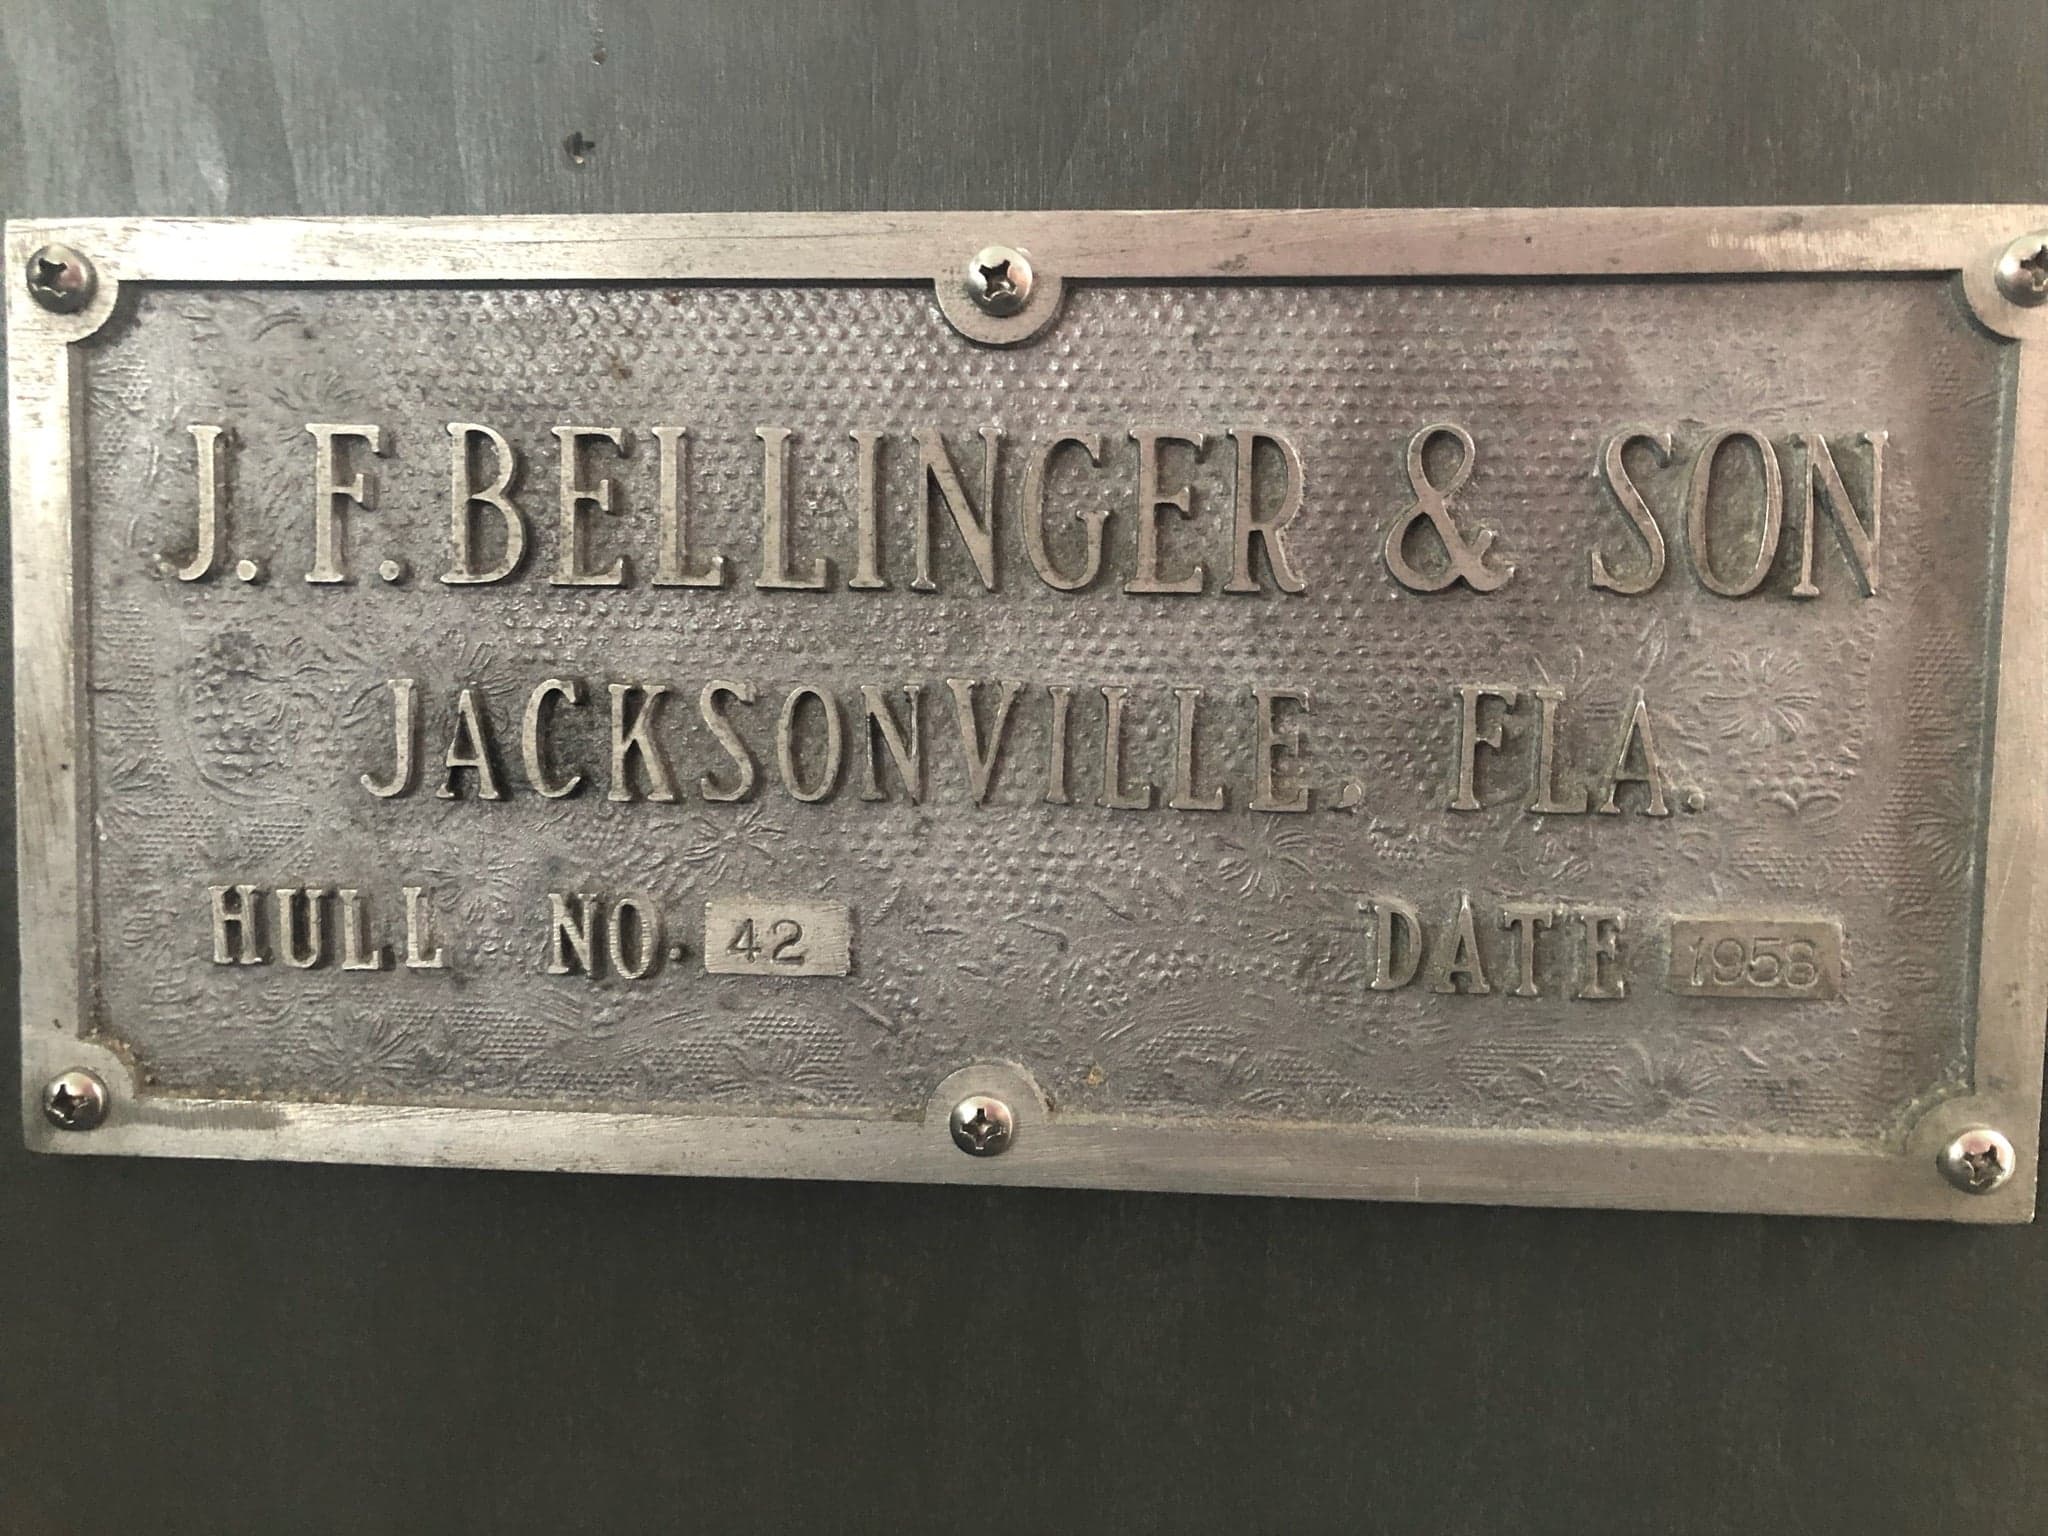 J. F. BELLINGER & SON
JACKSONVILLE, FLA.
HULL NO. 42 DATE 1958